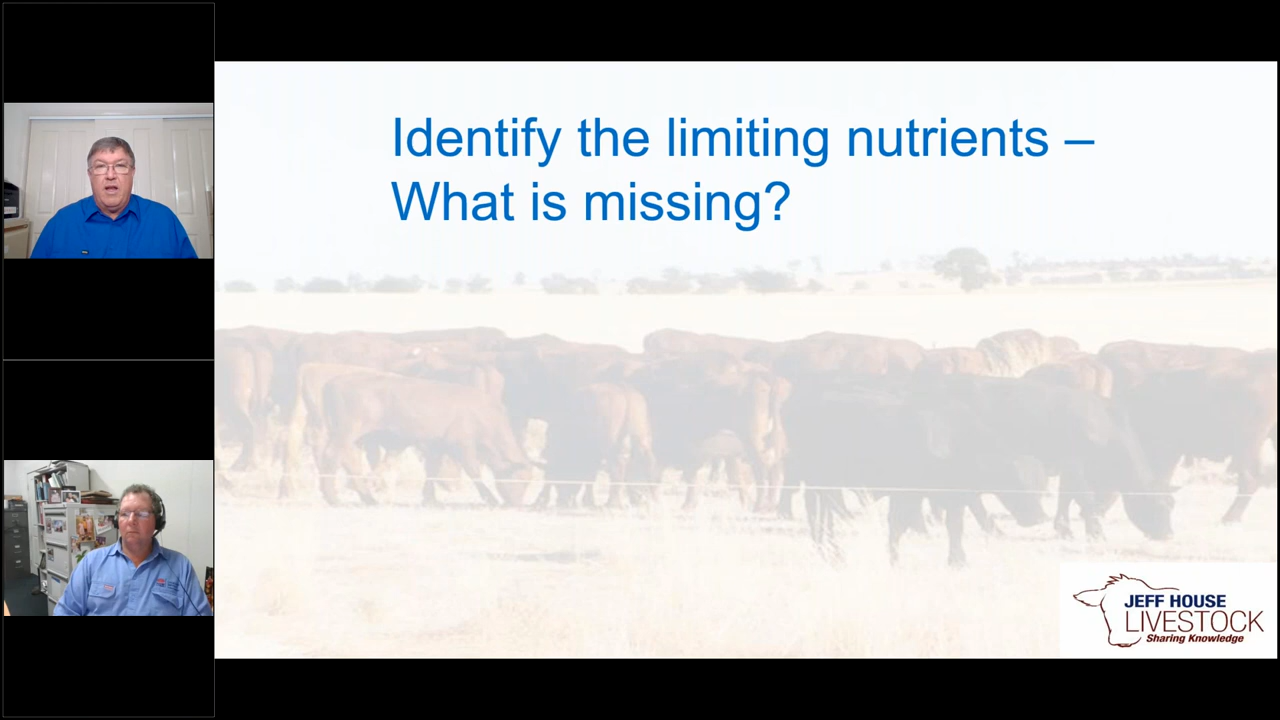 Identify the limiting nutrients –
What is missing?
JEFF HOUSE
LIVESTOCK
Sharing Knowledge